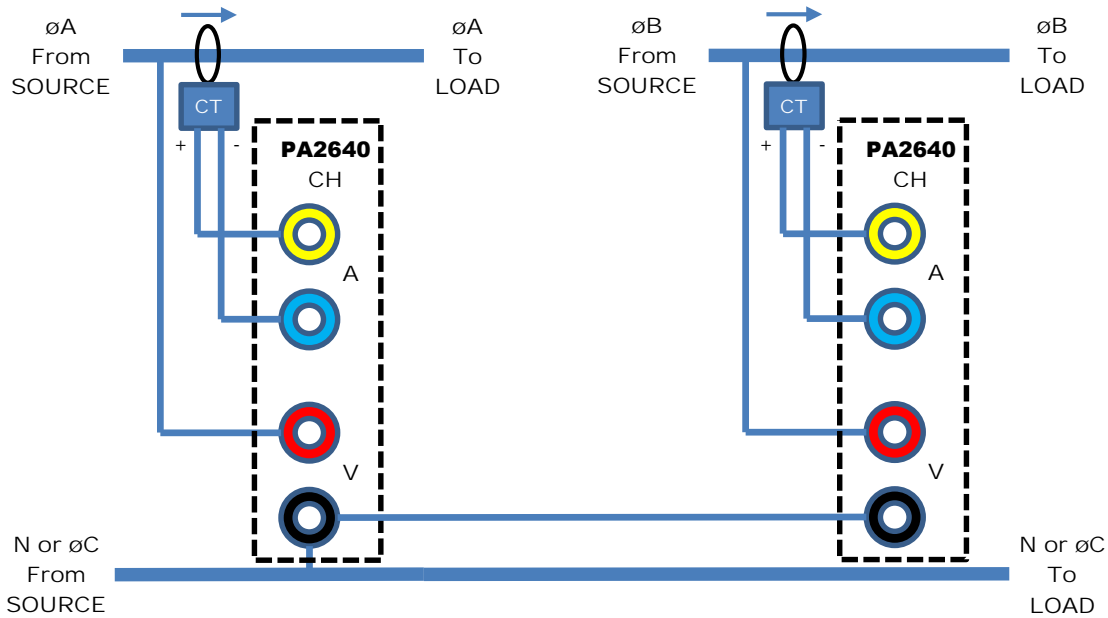 øA
From
SOURCE
øA
To
LOAD
CT
+ -
PA2640
CH
A
V
øB
From
SOURCE
øB
To
LOAD
CT
+ -
PA2640
CH
A
V
N or øC
From
SOURCE
N or øC
To
LOAD